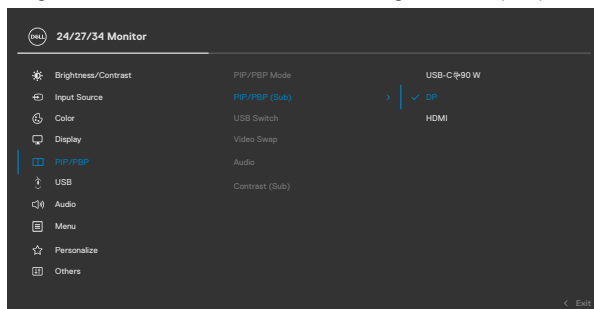 DELL 24/27/34 Monitor
Brightness/Contrast PIP/PBP Mode USB-C 90 W
Input Source PIP/PBP (Sub) > ✓ DP
Color USB Switch HDMI
Display Video Swap
PIP/PBP Audio
USB Contrast (Sub)
Audio
Menu
Personalize
Others
< Exit